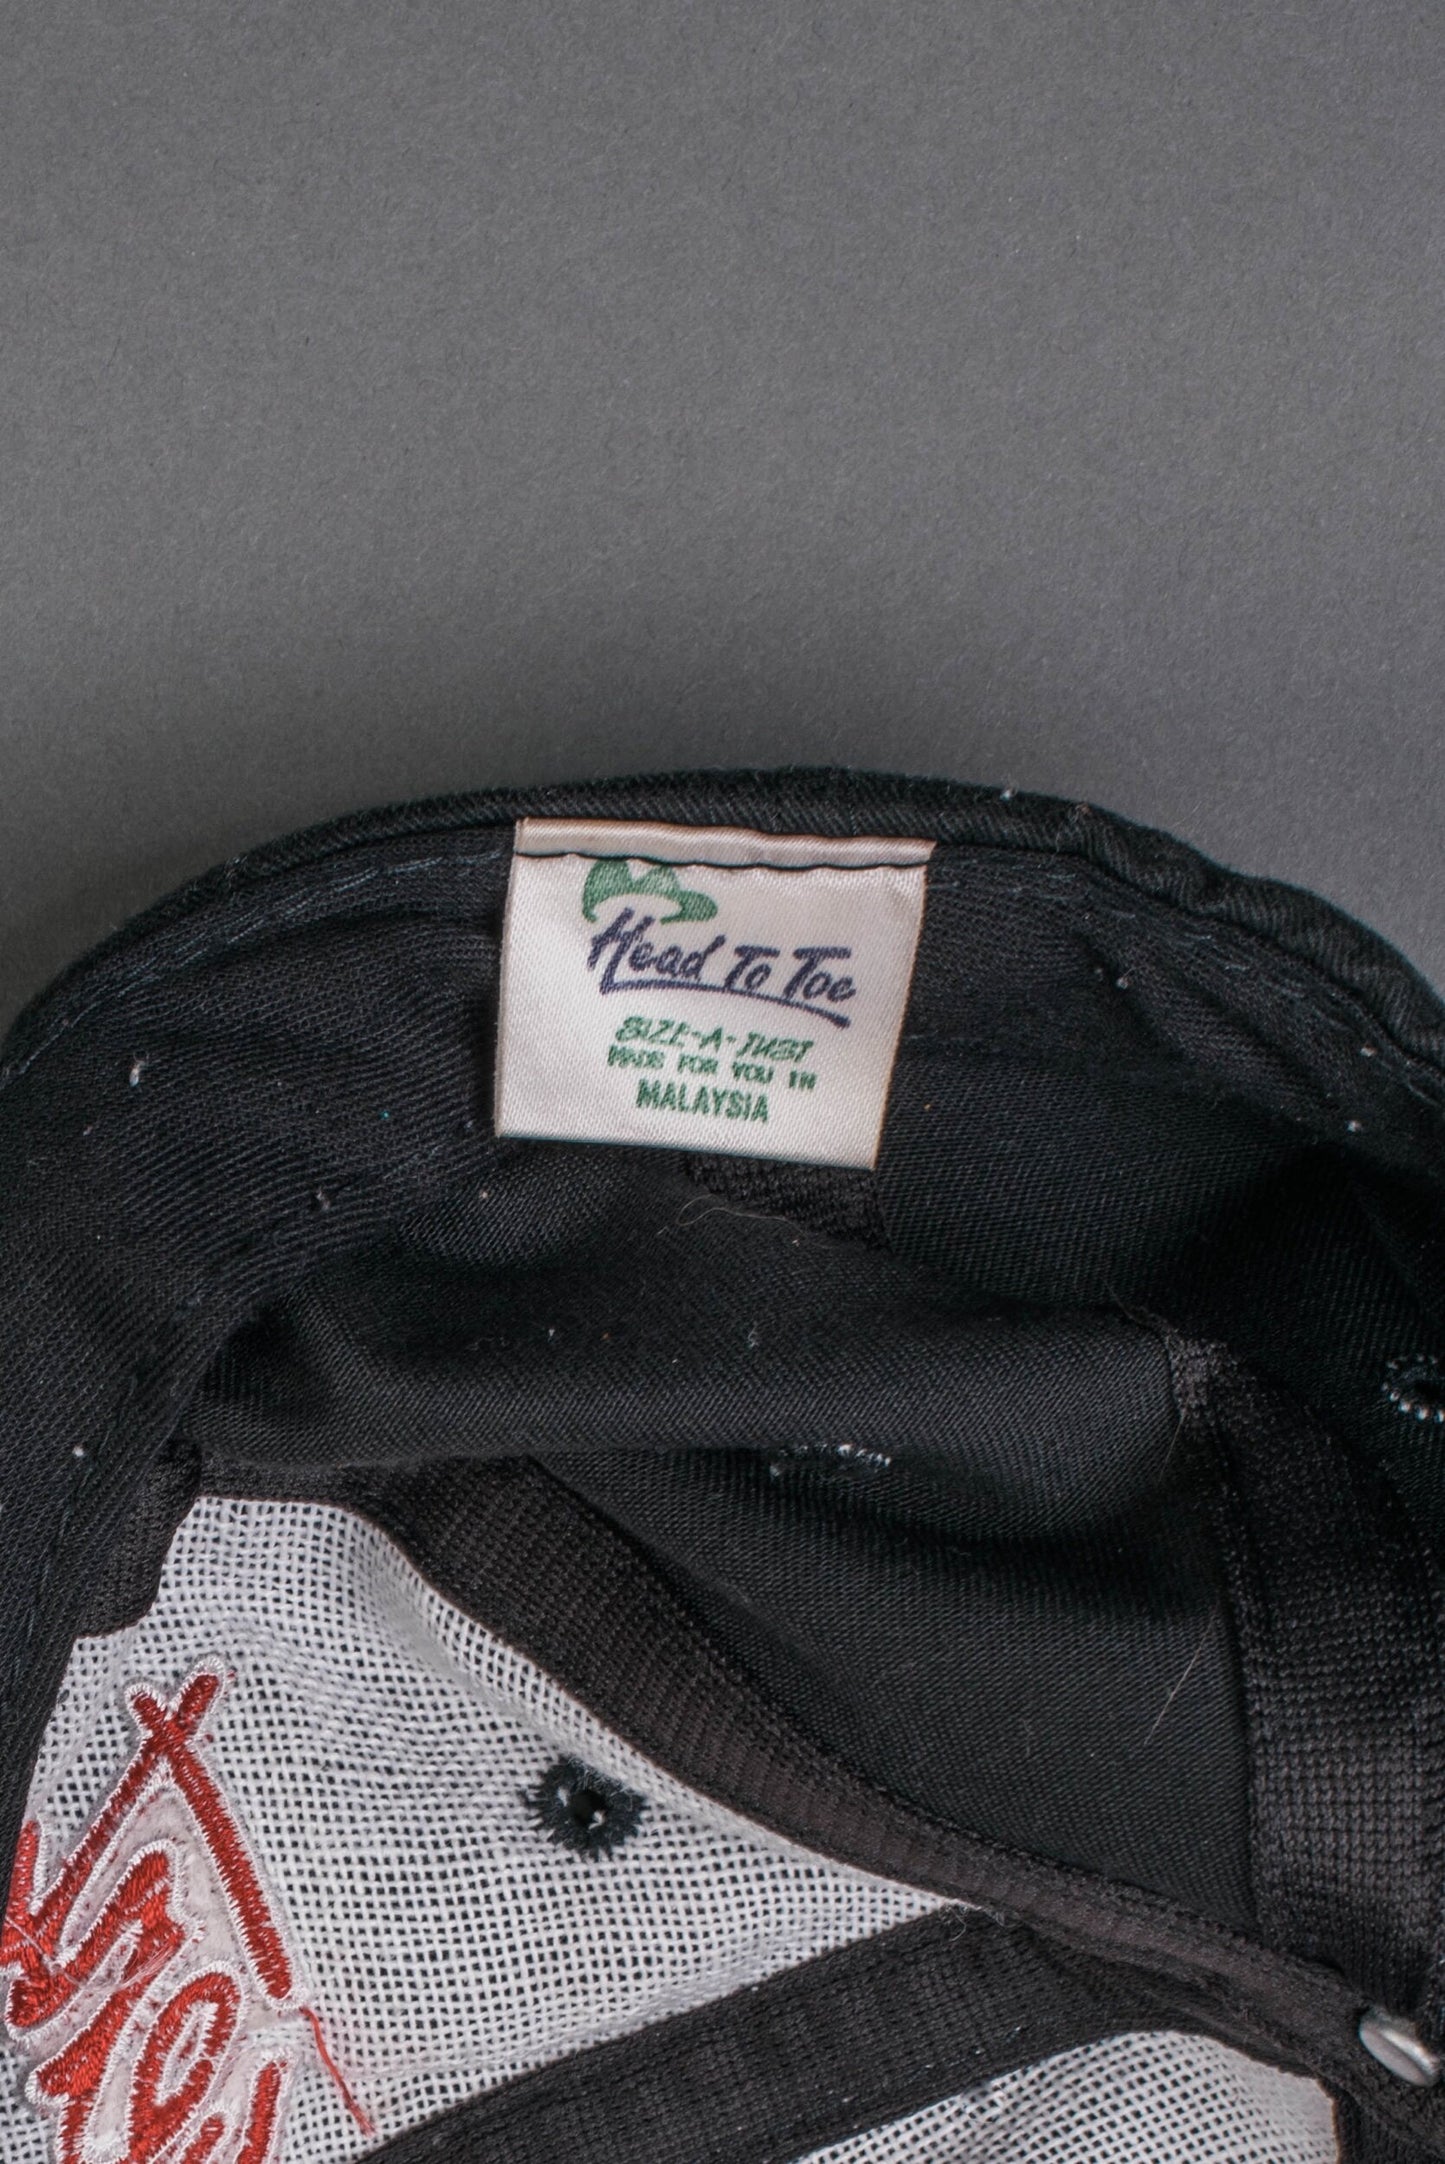 Head To Toe
SIZE-A-JUST
MADE FOR YOU IN
MALAYSIA